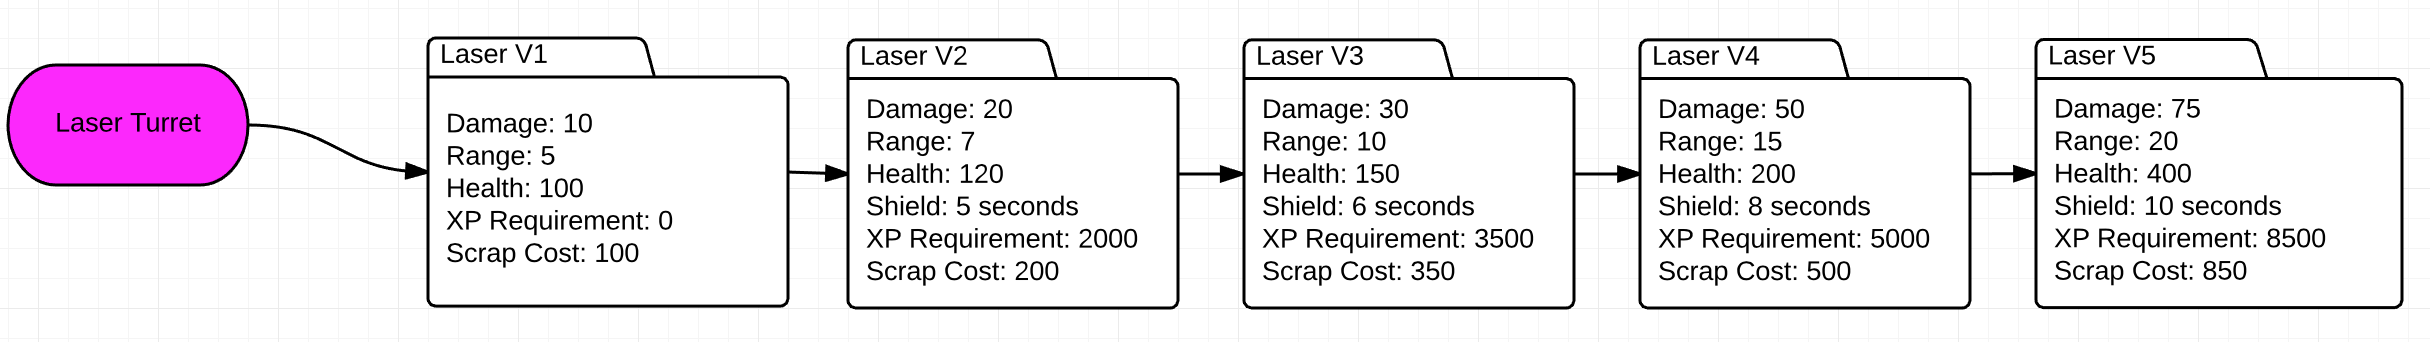 Laser Turret
Laser V1
Damage: 10
Range: 5
Health: 100
XP Requirement: 0
Scrap Cost: 100
Laser V2
Damage: 20
Range: 7
Health: 120
Shield: 5 seconds
XP Requirement: 2000
Scrap Cost: 200
Laser V3
Damage: 30
Range: 10
Health: 150
Shield: 6 seconds
XP Requirement: 3500
Scrap Cost: 350
Laser V4
Damage: 50
Range: 15
Health: 200
Shield: 8 seconds
XP Requirement: 5000
Scrap Cost: 500
Laser V5
Damage: 75
Range: 20
Health: 400
Shield: 10 seconds
XP Requirement: 8500
Scrap Cost: 850